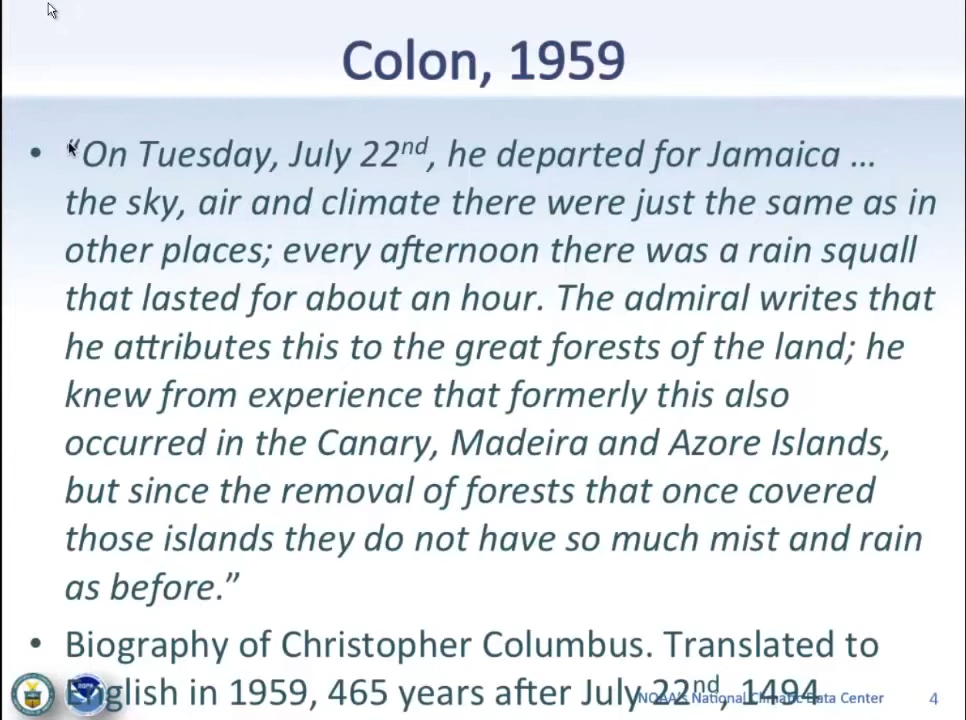 Colon, 1959
• “On Tuesday, July 22nd, he departed for Jamaica ...
the sky, air and climate there were just the same as in
other places; every afternoon there was a rain squall
that lasted for about an hour. The admiral writes that
he attributes this to the great forests of the land; he
knew from experience that formerly this also
occurred in the Canary, Madeira and Azore Islands,
but since the removal of forests that once covered
those islands they do not have so much mist and rain
as before.”
• Biography of Christopher Columbus. Translated to
English in 1959, 465 years after July 22nd, 1494
NOAA's National Climatic Data Center
4